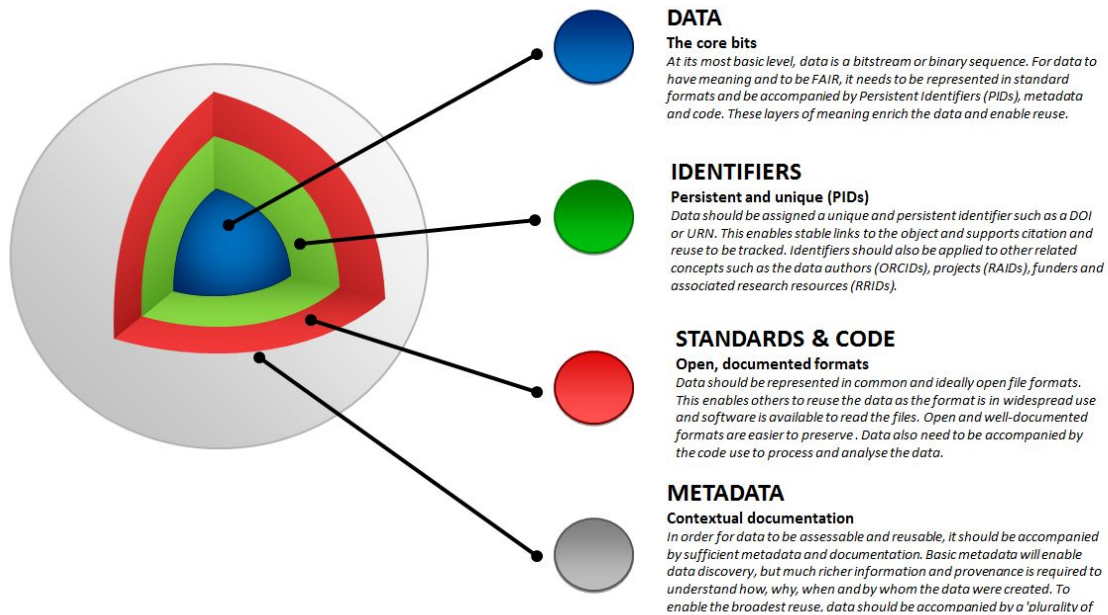 DATA
The core bits
At its most basic level, data is a bitstream or binary sequence. For data to
have meaning and to be FAIR, it needs to be represented in standard
formats and be accompanied by Persistent Identifiers (PIDs), metadata
and code. These layers of meaning enrich the data and enable reuse.
IDENTIFIERS
Persistent and unique (PIDs)
Data should be assigned a unique and persistent identifier such as a DOI
or URN. This enables stable links to the object and supports citation and
reuse to be tracked. Identifiers should also be applied to other related
concepts such as the data authors (ORCIDs), projects (RAIDs), funders and
associated research resources (RRIDs).
STANDARDS & CODE
Open, documented formats
Data should be represented in common and ideally open file formats.
This enables others to reuse the data as the format is in widespread use
and software is available to read the files. Open and well-documented
formats are easier to preserve . Data also need to be accompanied by
the code use to process and analyse the data.
METADATA
Contextual documentation
In order for data to be assessable and reusable, it should be accompanied
by sufficient metadata and documentation. Basic metadata will enable
data discovery, but much richer information and provenance is required to
understand how, why, when and by whom the data were created. To
enable the broadest reuse, data should be accompanied by a 'plurality of